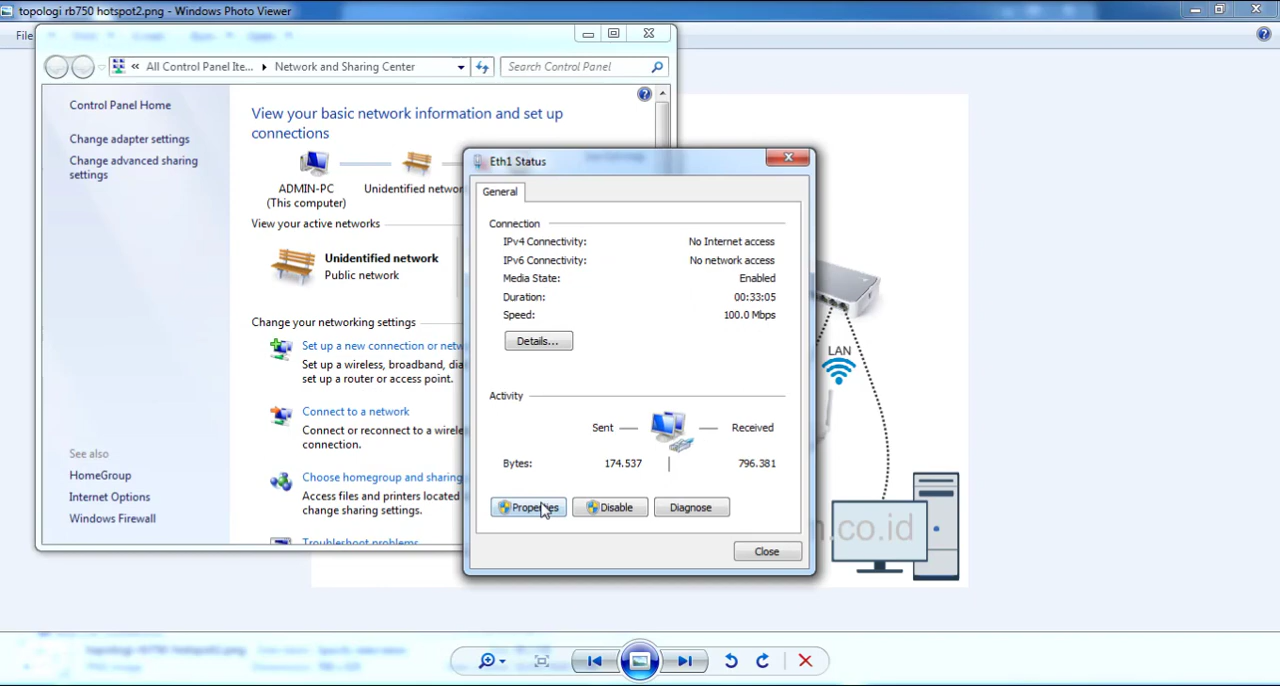 topologi rb750 hotspot2.png - Windows Photo Viewer
File
All Control Panel Ite...
Network and Sharing Center
Search Control Panel
Control Panel Home
Change adapter settings
Change advanced sharing
settings
See also
HomeGroup
Internet Options
Windows Firewall
View your basic network information and set up
connections
ADMIN-PC
(This computer)
Unidentified networ
View your active networks
Unidentified network
Public network
Change your networking settings
Set up a new connection or netw
Set up a wireless, broadband, dia
set up a router or access point.
Connect to a network
Connect or reconnect to a wirele
connection.
Choose homegroup and sharing
Access files and printers located
change sharing settings.
Troubleshoot problems
Eth1 Status
General
Connection
IPv4 Connectivity: No Internet access
IPv6 Connectivity: No network access
Media State: Enabled
Duration: 00:33:05
Speed: 100.0 Mbps
Details...
Activity
Sent Received
Bytes: 174.537 796.381
Properties Disable Diagnose
Close
LAN
.co.id
topologi rb750 hotspot2.png